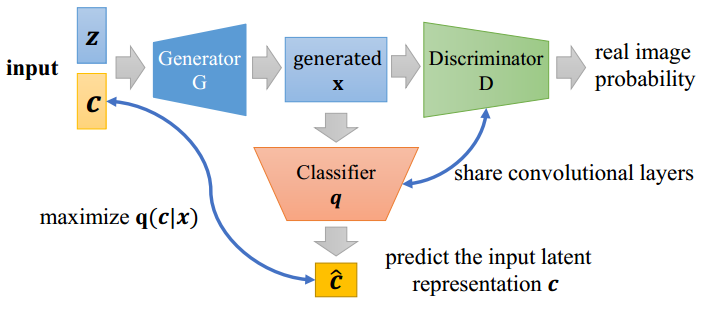 z
input
c
Generator
G
generated
x
Discriminator
D
real image
probability
Classifier
q
share convolutional layers
maximize q(c|x)
ĉ
predict the input latent
representation c